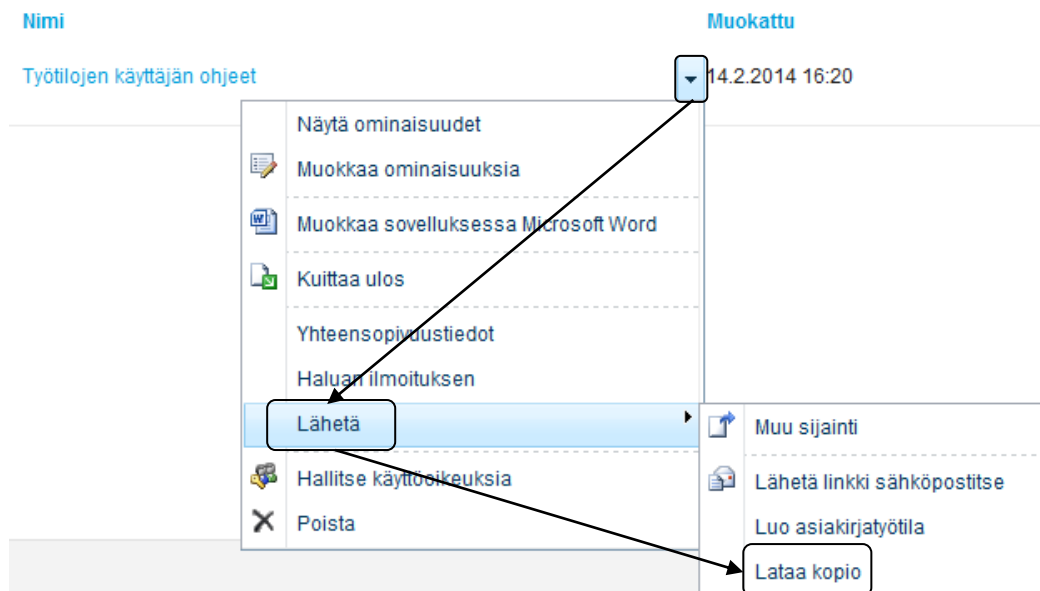 Nimi Muokattu
Työtilojen käyttäjän ohjeet 14.2.2014 16:20
Näytä ominaisuudet
Muokkaa ominaisuuksia
Muokkaa sovelluksessa Microsoft Word
Kuittaa ulos
Yhteensopivuustiedot
Haluan ilmoituksen
Lähetä
Hallitse käyttöoikeuksia
Poista
Muu sijainti
Lähetä linkki sähköpostitse
Luo asiakirjatyötila
Lataa kopio